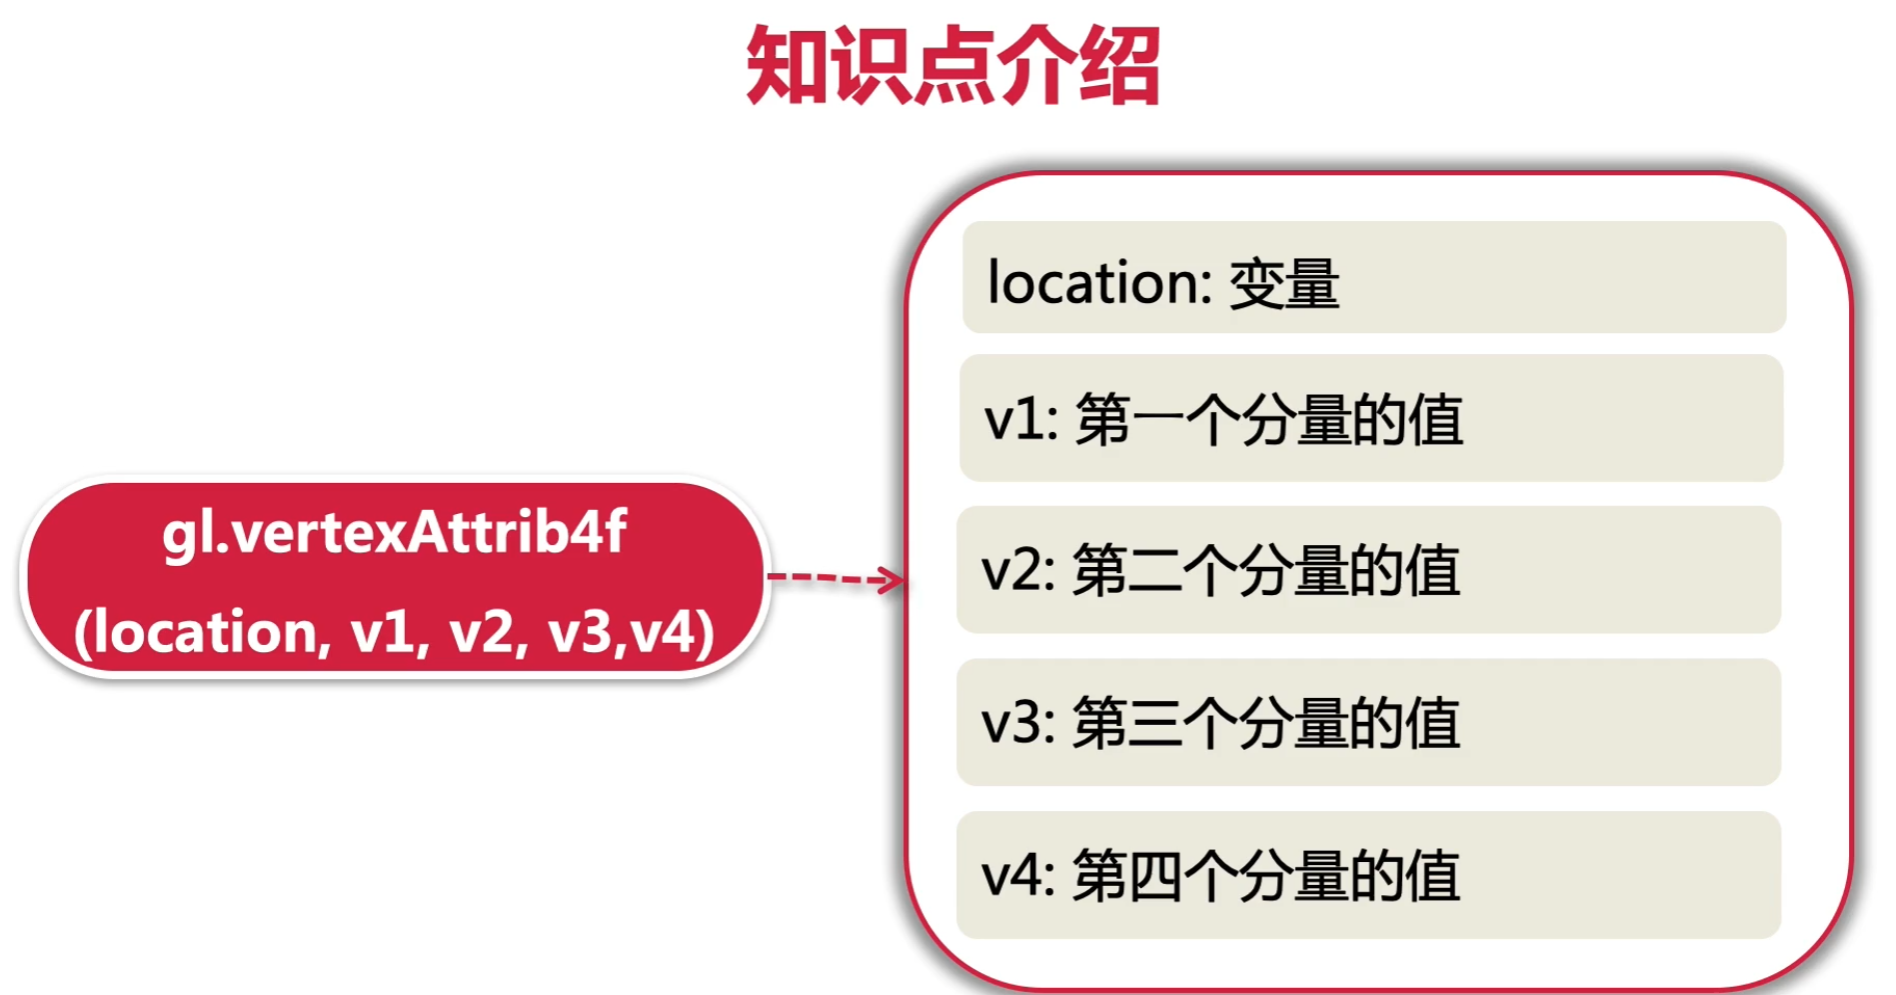 知识点介绍
gl.vertexAttrib4f
(location, v1, v2, v3,v4)
location: 变量
v1: 第一个分量的值
v2: 第二个分量的值
v3: 第三个分量的值
v4: 第四个分量的值